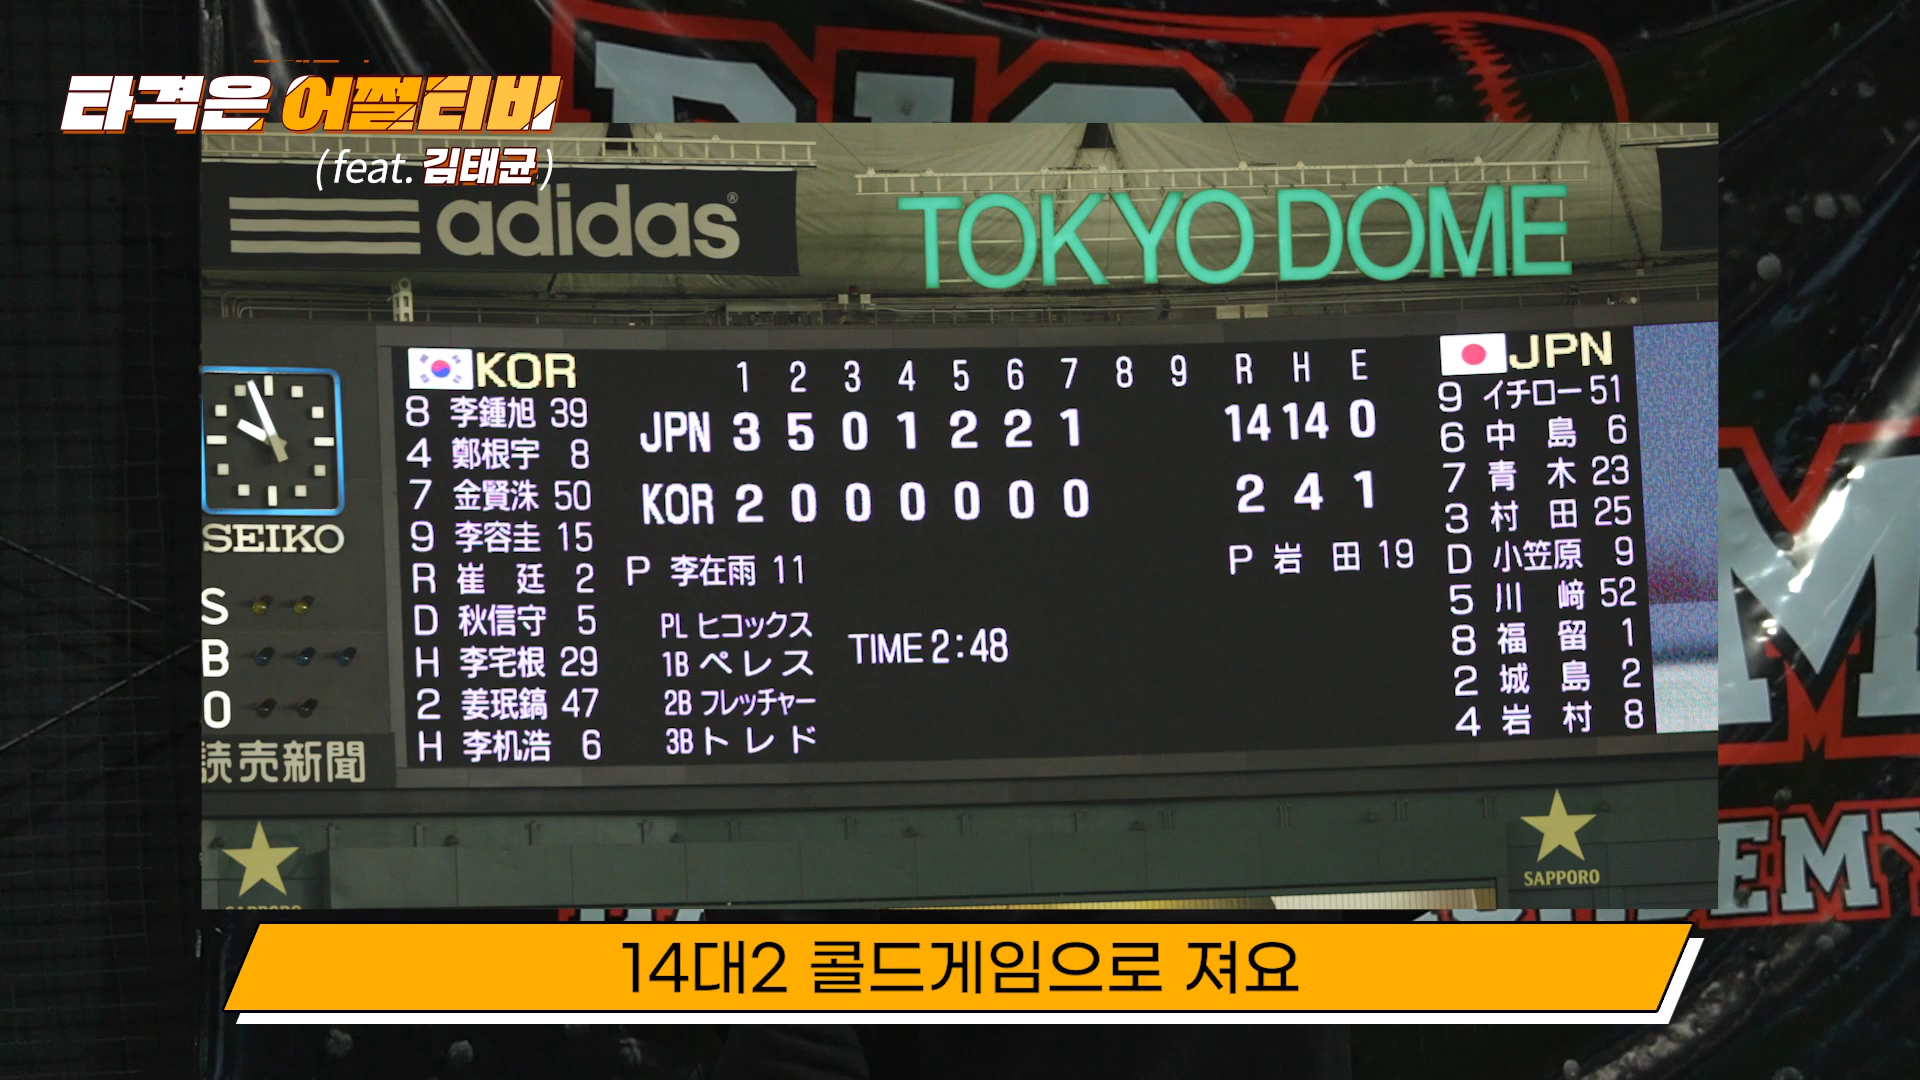 타격은 어쩔티비
(feat. 김태균)
adidas
TOKYO DOME
KOR
8 李鍾旭 39
4 鄭根宇 8
7 金賢洙 50
9 李容圭 15
R 崔 廷 2
D 秋信守 5
H 李宅根 29
2 姜珉鎬 47
H 李机浩 6
1 2 3 4 5 6 7 8 9 R H E
JPN 3 5 0 1 2 2 1 14 14 0
KOR 2 0 0 0 0 0 0 2 4 1
P 李在雨 11
P 岩 田 19
PL ヒコックス
1B ペレス
2B フレッチャー
3B トレド
TIME 2:48
JPN
9 イチロー 51
6 中 島 6
7 青 木 23
3 村 田 25
D 小笠原 9
5 川 﨑 52
8 福 留 1
2 城 島 2
4 岩 村 8
SEIKO
S
B
O
読売新聞
SAPPORO
SAPPORO
14대2 콜드게임으로 져요